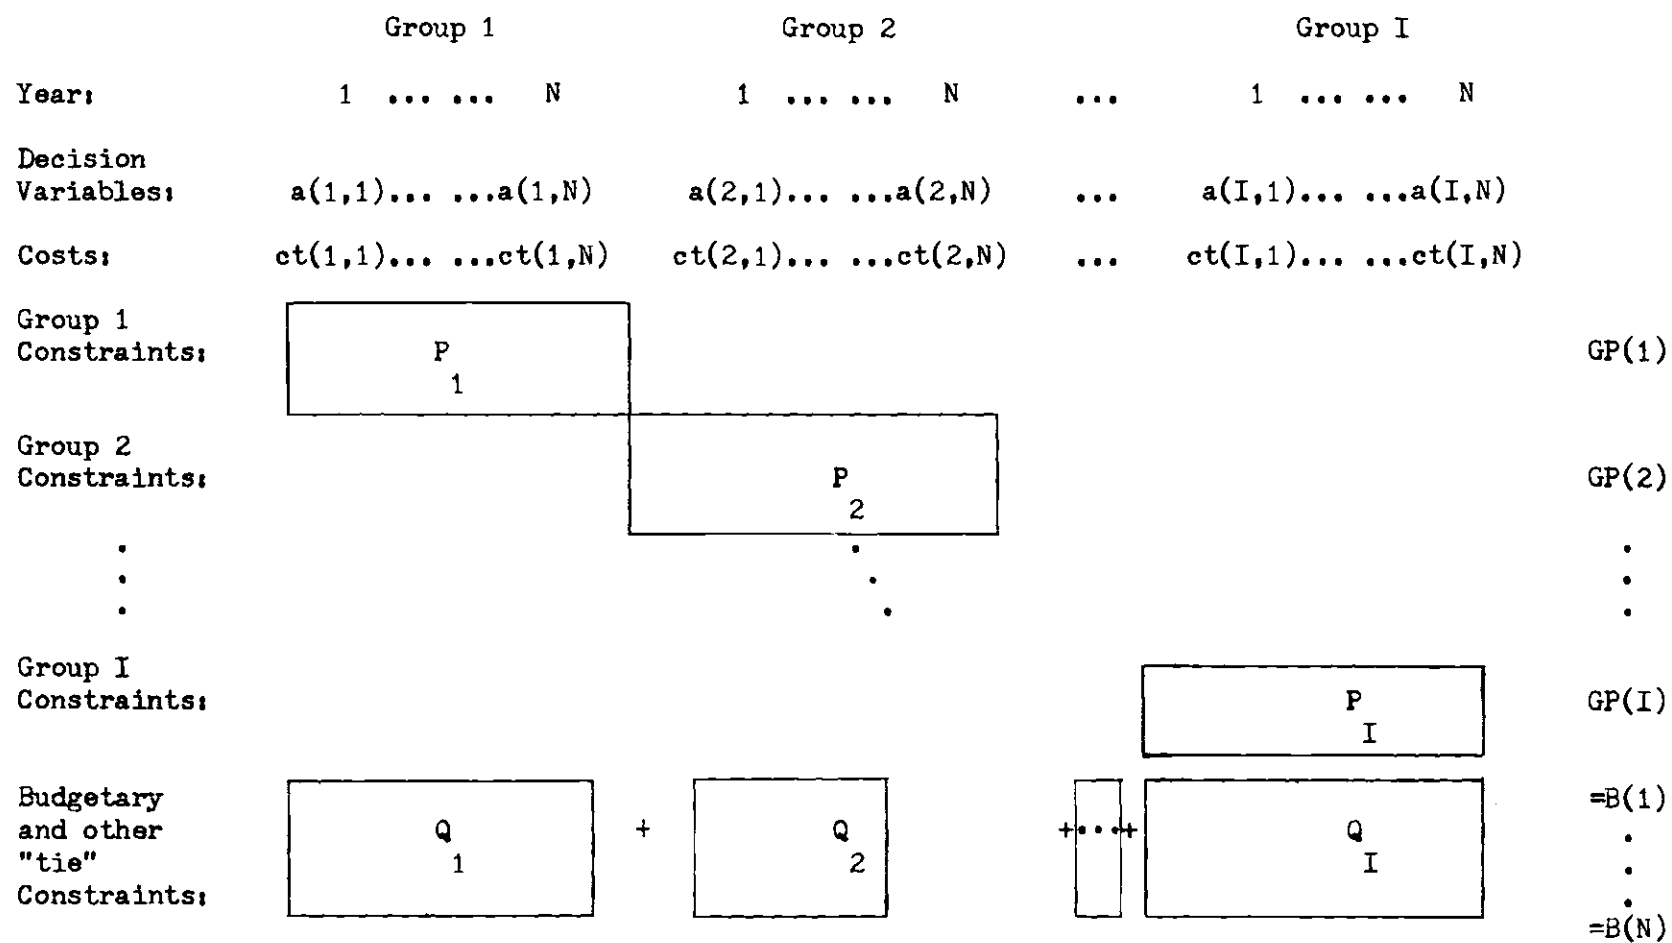 Group 1 Group 2 Group I
Year: 1 ... ... N 1 ... ... N ... 1 ... ... N
Decision
Variables: a(1,1)... ...a(1,N) a(2,1)... ...a(2,N) ... a(I,1)... ...a(I,N)
Costs: ct(1,1)... ...ct(1,N) ct(2,1)... ...ct(2,N) ... ct(I,1)... ...ct(I,N)
Group 1
Constraints: P GP(1)
1
Group 2
Constraints: P GP(2)
2
. . .
. . .
. . .
Group I
Constraints: P GP(I)
I
Budgetary =B(1)
and other Q + Q +...+ Q .
"tie" 1 2 I .
Constraints: .
=B(N)